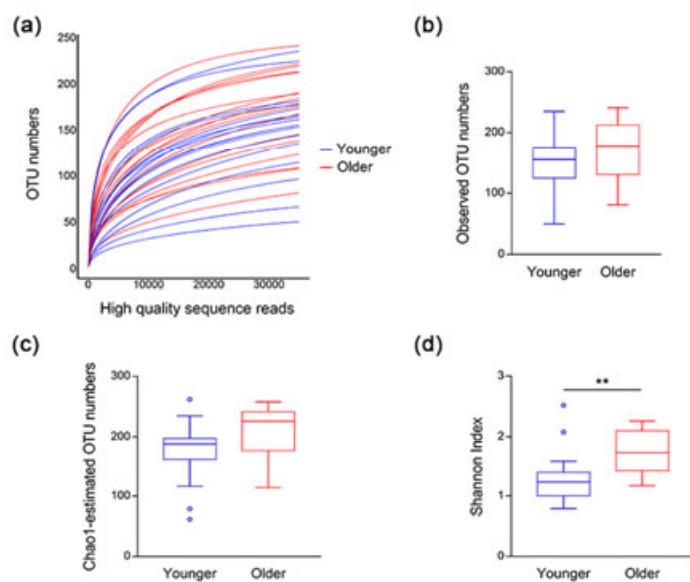 (a)
OTU numbers
250
200
150
100
50
0
0 10000 20000 30000
High quality sequence reads
Younger
Older
(b)
Observed OTU numbers
300
200
100
0
Younger Older
(c)
Chao1-estimated OTU numbers
300
200
100
0
Younger Older
(d)
Shannon Index
3
2
1
0
**
Younger Older